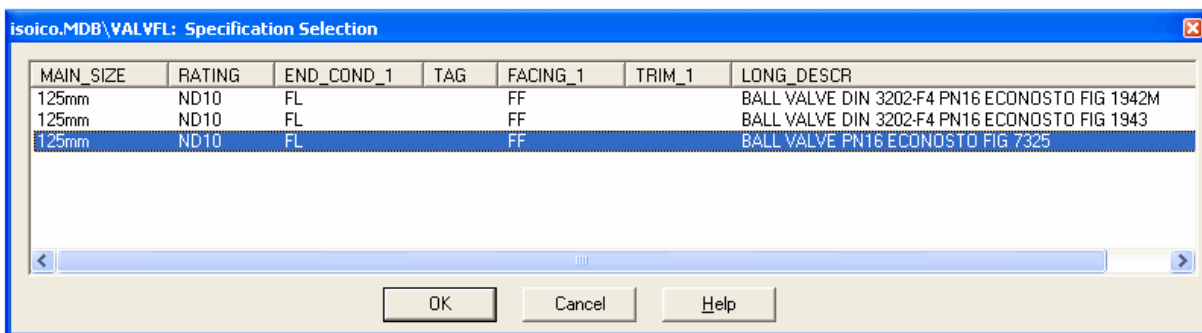 isoico.MDB\VALVFL: Specification Selection
MAIN_SIZE RATING END_COND_1 TAG FACING_1 TRIM_1 LONG_DESCR
125mm ND10 FL FF BALL VALVE DIN 3202-F4 PN16 ECONOSTO FIG 1942M
125mm ND10 FL FF BALL VALVE DIN 3202-F4 PN16 ECONOSTO FIG 1943
125mm ND10 FL FF BALL VALVE PN16 ECONOSTO FIG 7325
OK Cancel Help